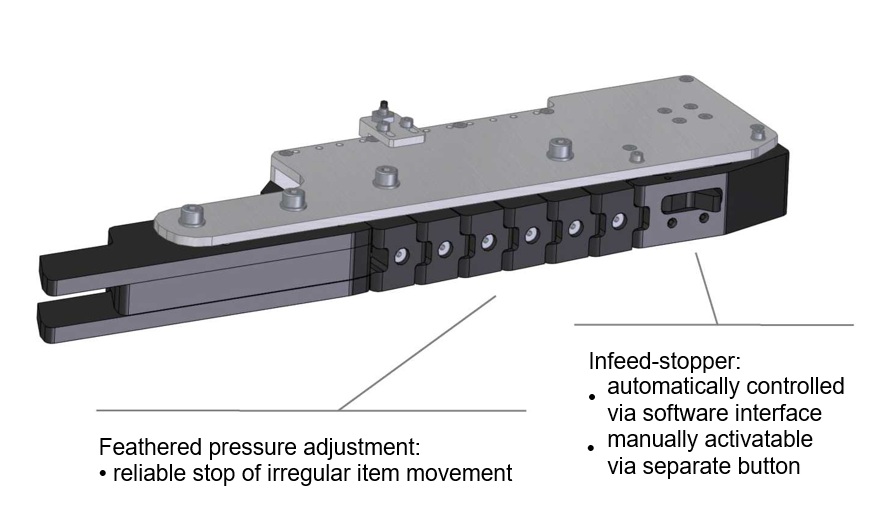 Infeed-stopper:
• automatically controlled
via software interface
• manually activatable
via separate button
Feathered pressure adjustment:
• reliable stop of irregular item movement